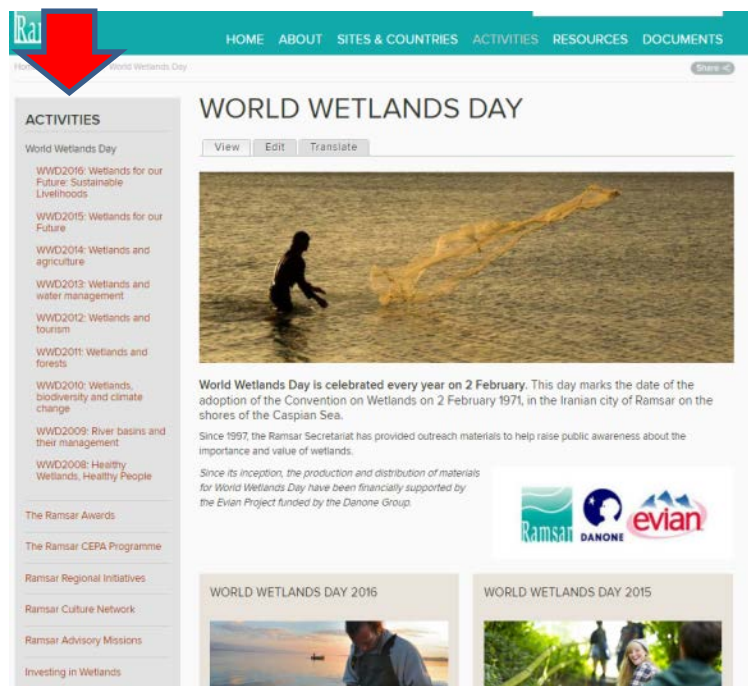 Ra
HOME ABOUT SITES & COUNTRIES ACTIVITIES RESOURCES DOCUMENTS
World Wetlands Day
Share
ACTIVITIES
World Wetlands Day
WWD2016: Wetlands for our
Future: Sustainable
Livelihoods
WWD2015: Wetlands for our
Future
WWD2014: Wetlands and
agriculture
WWD2013: Wetlands and
water management
WWD2012: Wetlands and
tourism
WWD2011: Wetlands and
forests
WWD2010: Wetlands,
biodiversity and climate
change
WWD2009: River basins and
their management
WWD2008: Healthy
Wetlands, Healthy People
The Ramsar Awards
The Ramsar CEPA Programme
Ramsar Regional Initiatives
Ramsar Culture Network
Ramsar Advisory Missions
Investing in Wetlands
WORLD WETLANDS DAY
View Edit Translate
World Wetlands Day is celebrated every year on 2 February. This day marks the date of the
adoption of the Convention on Wetlands on 2 February 1971, in the Iranian city of Ramsar on the
shores of the Caspian Sea.
Since 1997, the Ramsar Secretariat has provided outreach materials to help raise public awareness about the
importance and value of wetlands.
Since its inception, the production and distribution of materials
for World Wetlands Day have been financially supported by
the Evian Project funded by the Danone Group.
Ramsar DANONE evian
WORLD WETLANDS DAY 2016
WORLD WETLANDS DAY 2015